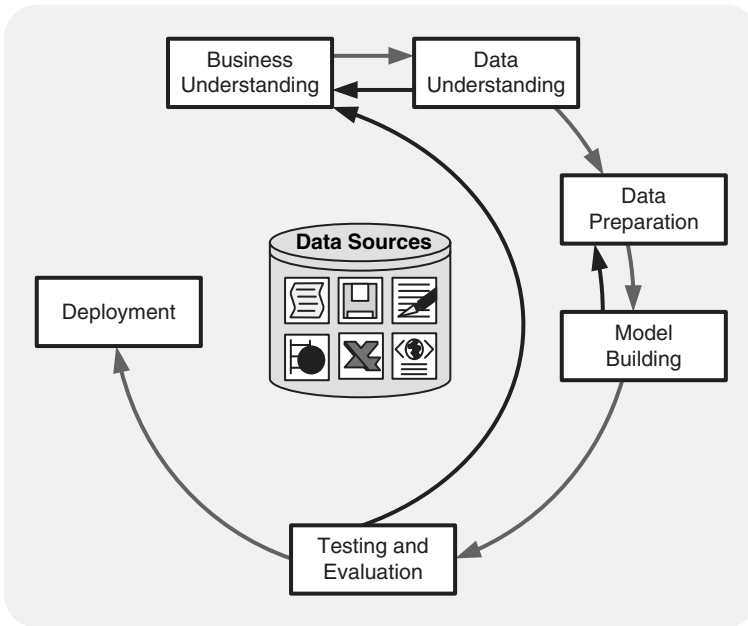 Business
Understanding
Data
Understanding
Data
Preparation
Data Sources
Deployment
Model
Building
Testing and
Evaluation